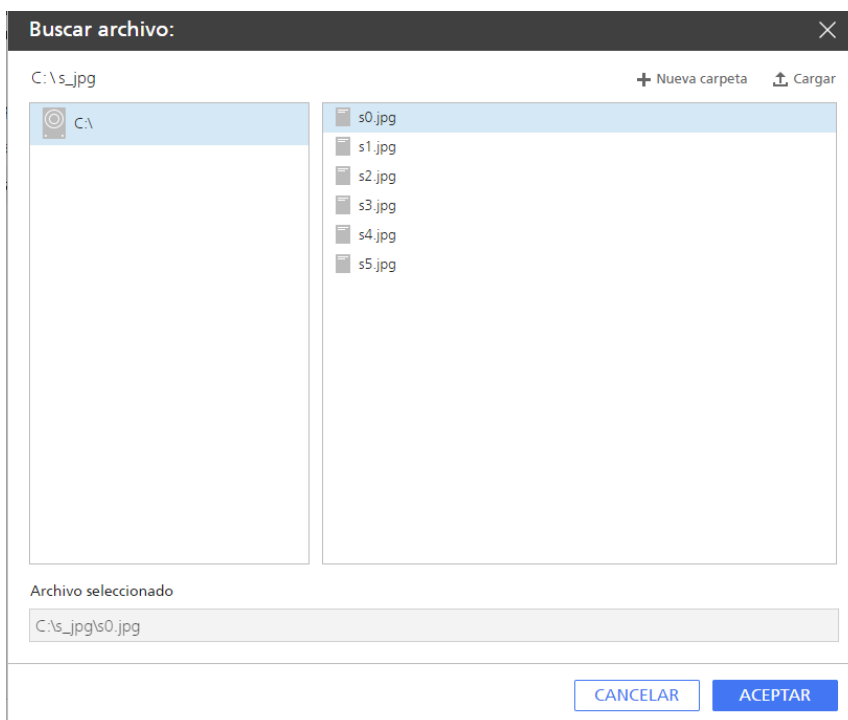 Buscar archivo:
C:\s_jpg
Nueva carpeta
Cargar
C:\
s0.jpg
s1.jpg
s2.jpg
s3.jpg
s4.jpg
s5.jpg
Archivo seleccionado
C:\s_jpg\s0.jpg
CANCELAR
ACEPTAR